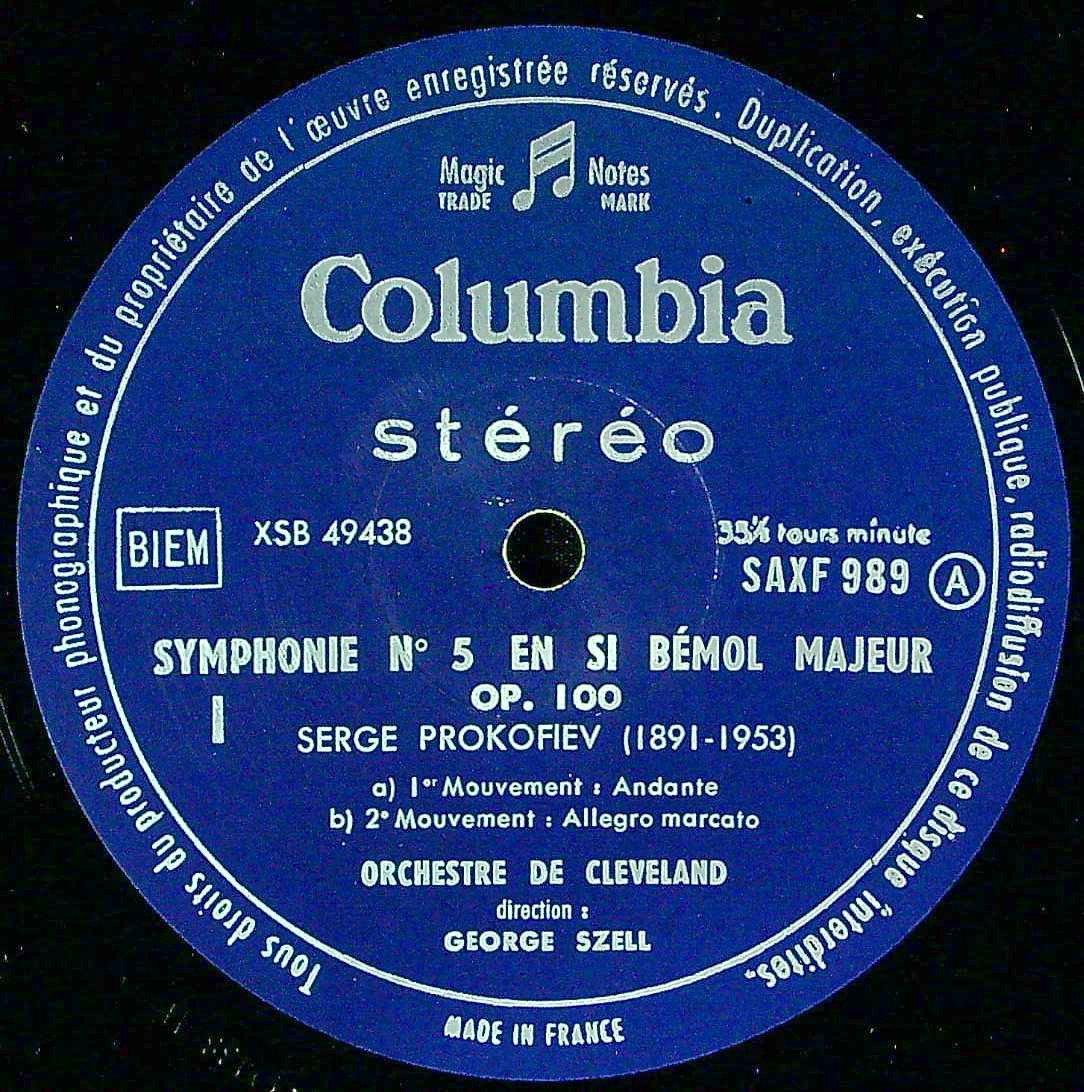 Tous droits du producteur phonographique et du propriétaire de l'œuvre enregistrée réservés. Duplication, exécution publique, radiodiffusion de ce disque interdites.
Magic Notes
TRADE MARK
Columbia
stéréo
BIEM
XSB 49438
33⅓ tours minute
SAXF 989 A
SYMPHONIE N° 5 EN SI BÉMOL MAJEUR
OP. 100
I
SERGE PROKOFIEV (1891-1953)
a) 1er Mouvement : Andante
b) 2e Mouvement : Allegro marcato
ORCHESTRE DE CLEVELAND
direction :
GEORGE SZELL
MADE IN FRANCE